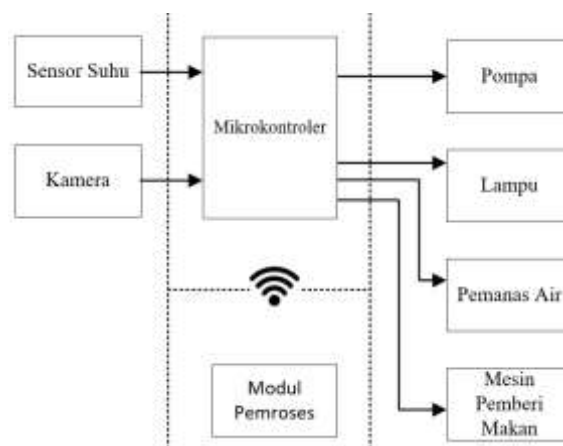 Sensor Suhu
Kamera
Mikrokontroler
Modul
Pemroses
Pompa
Lampu
Pemanas Air
Mesin
Pemberi
Makan